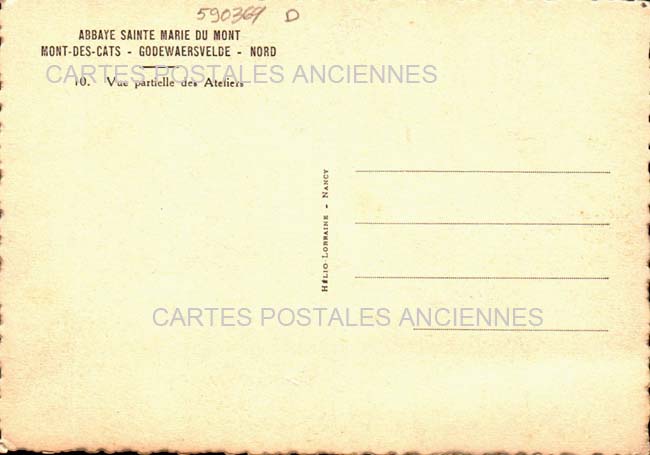 590369 D
ABBAYE SAINTE MARIE DU MONT
MONT-DES-CATS - GODEWAERSVELDE - NORD
CARTES POSTALES ANCIENNES
10. Vue partielle des Ateliers
HÉLIO-LORRAINE - NANCY
CARTES POSTALES ANCIENNES